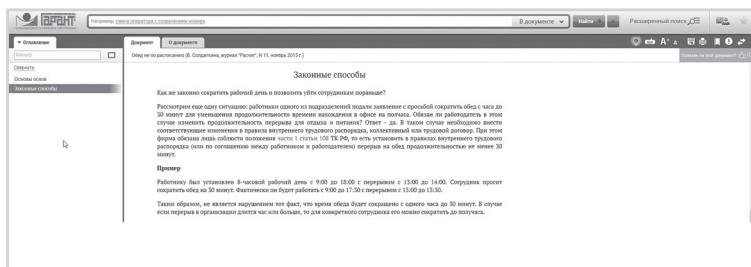 ГАРАНТ
Например, смена оператора с сохранением номера
В документе
Найти
Расширенный поиск
Оглавление
Документ
О документе
A+ A
Фильтр
Обед не по расписанию (В. Солдаткина, журнал "Расчет", N 11, ноябрь 2015 г.)
Свернуть
Основы основ
Законные способы
Законные способы
Как же законно сократить рабочий день и позволить уйти сотрудникам пораньше?
Рассмотрим еще одну ситуацию: работники одного из подразделений подали заявление с просьбой сократить обед с часа до
30 минут для уменьшения продолжительности времени нахождения в офисе на полчаса. Обязан ли работодатель в этом
случае изменить продолжительность перерыва для отдыха и питания? Ответ - да. В таком случае необходимо внести
соответствующие изменения в правила внутреннего трудового распорядка, коллективный или трудовой договор. При этом
фирма обязана лишь соблюсти положения части 1 статьи 108 ТК РФ, то есть установить в правилах внутреннего трудового
распорядка (или по соглашению между работником и работодателем) перерыв на обед продолжительностью не менее 30
минут.
Пример
Работнику был установлен 8-часовой рабочий день с 9:00 до 18:00 с перерывом с 13:00 до 14:00. Сотрудник просит
сократить обед на 30 минут. Фактически он будет работать с 9:00 до 17:30 с перерывом с 13:00 до 13:30.
Таким образом, не является нарушением тот факт, что время обеда будет сокращено с одного часа до 30 минут. В случае
если перерыв в организации длится час или больше, то для конкретного сотрудника его можно сократить до получаса.